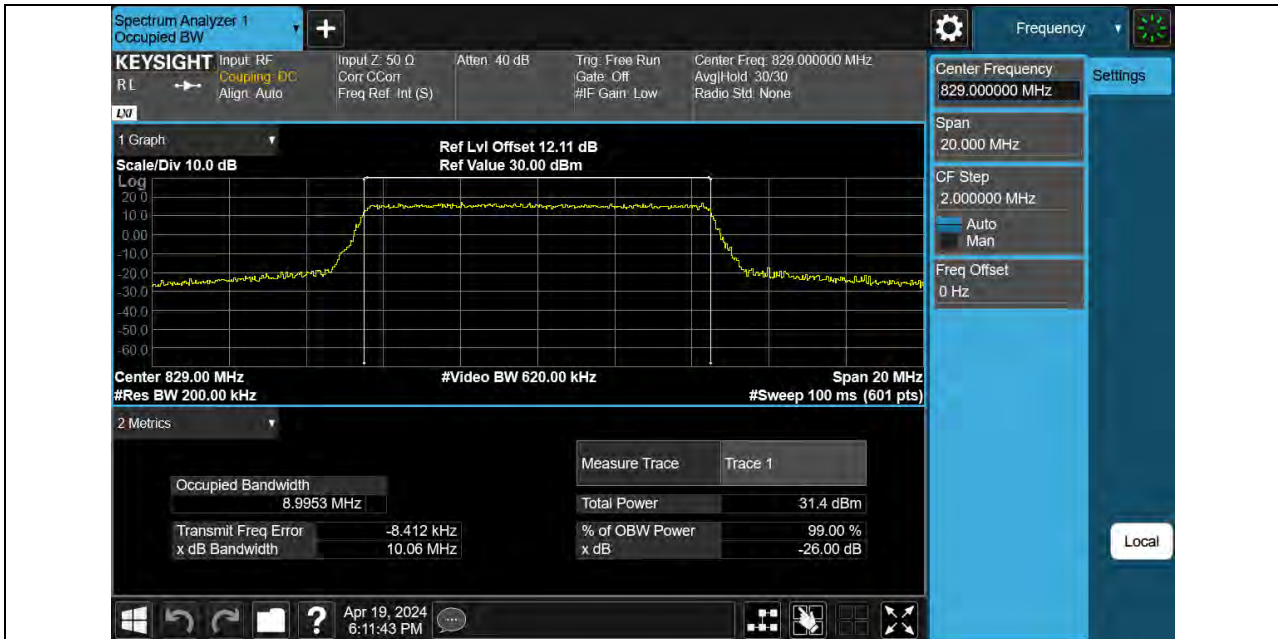 Spectrum Analyzer 1
Occupied BW
+
Frequency
KEYSIGHT
RL
LXI
Input: RF
Coupling: DC
Align: Auto
Input Z: 50 Ω
Corr CCorr
Freq Ref: Int (S)
Atten: 40 dB
Trig: Free Run
Gate: Off
#IF Gain: Low
Center Freq: 829.000000 MHz
Avg|Hold: 30/30
Radio Std: None
1 Graph
Scale/Div 10.0 dB
Ref Lvl Offset 12.11 dB
Ref Value 30.00 dBm
Log
20.0
10.0
0.00
-10.0
-20.0
-30.0
-40.0
-50.0
-60.0
Center 829.00 MHz
#Video BW 620.00 kHz
Span 20 MHz
#Res BW 200.00 kHz
#Sweep 100 ms (601 pts)
2 Metrics
Measure Trace Trace 1
Occupied Bandwidth
8.9953 MHz
Total Power 31.4 dBm
Transmit Freq Error -8.412 kHz
% of OBW Power 99.00 %
x dB Bandwidth 10.06 MHz
x dB -26.00 dB
Center Frequency
829.000000 MHz
Settings
Span
20.000 MHz
CF Step
2.000000 MHz
Auto
Man
Freq Offset
0 Hz
Local
?
Apr 19, 2024
6:11:43 PM